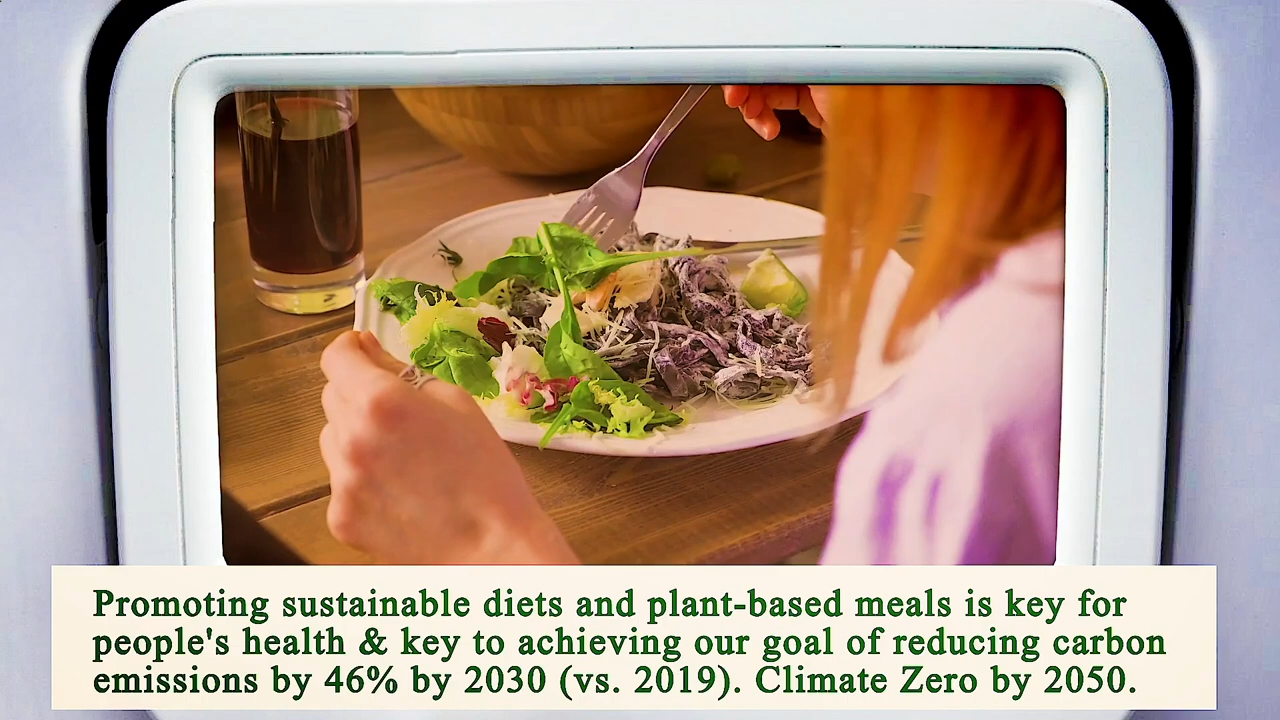 Promoting sustainable diets and plant-based meals is key for
people's health & key to achieving our goal of reducing carbon
emissions by 46% by 2030 (vs. 2019). Climate Zero by 2050.